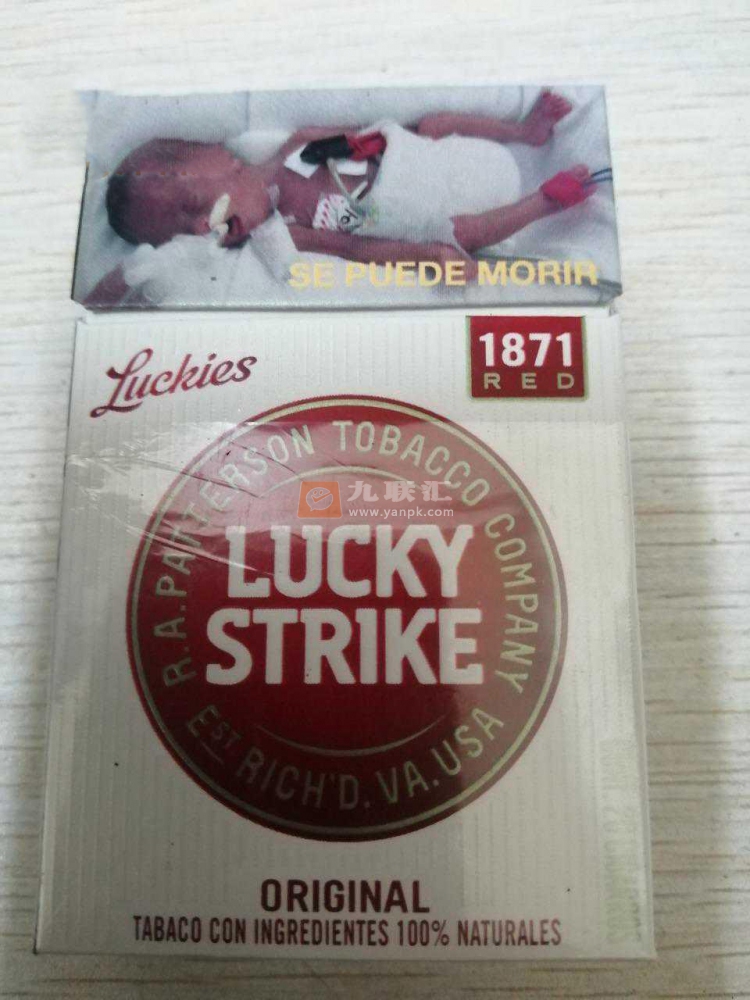 SE PUEDE MORIR
Luckies
1871
RED
R.A. PATTERSON TOBACCO COMPANY
九联汇
www.yanpk.com
LUCKY
STRIKE
EST RICH'D. VA. USA
ORIGINAL
TABACO CON INGREDIENTES 100% NATURALES